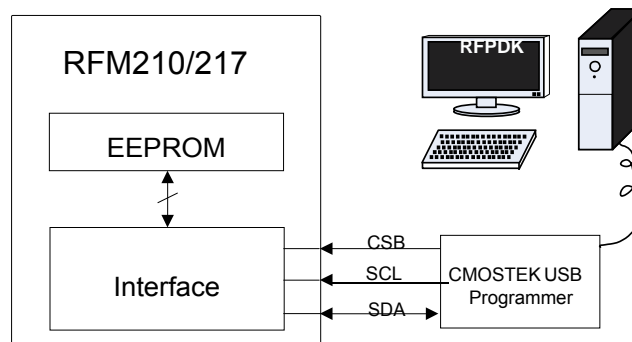 RFM210/217
RFPDK
EEPROM
Interface
CSB
SCL
SDA
CMOSTEK USB
Programmer